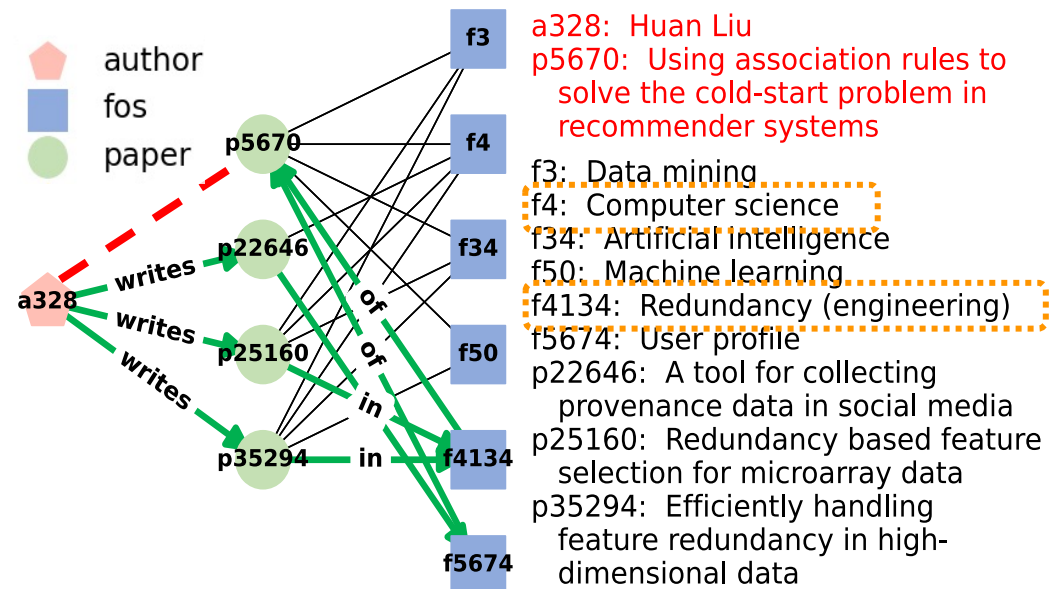 author
fos
paper
f3
f4
f34
f50
f4134
f5674
p5670
p22646
p25160
p35294
a328
writes
writes
writes
of
of
in
in
a328: Huan Liu
p5670: Using association rules to
solve the cold-start problem in
recommender systems
f3: Data mining
f4: Computer science
f34: Artificial intelligence
f50: Machine learning
f4134: Redundancy (engineering)
f5674: User profile
p22646: A tool for collecting
provenance data in social media
p25160: Redundancy based feature
selection for microarray data
p35294: Efficiently handling
feature redundancy in high-
dimensional data